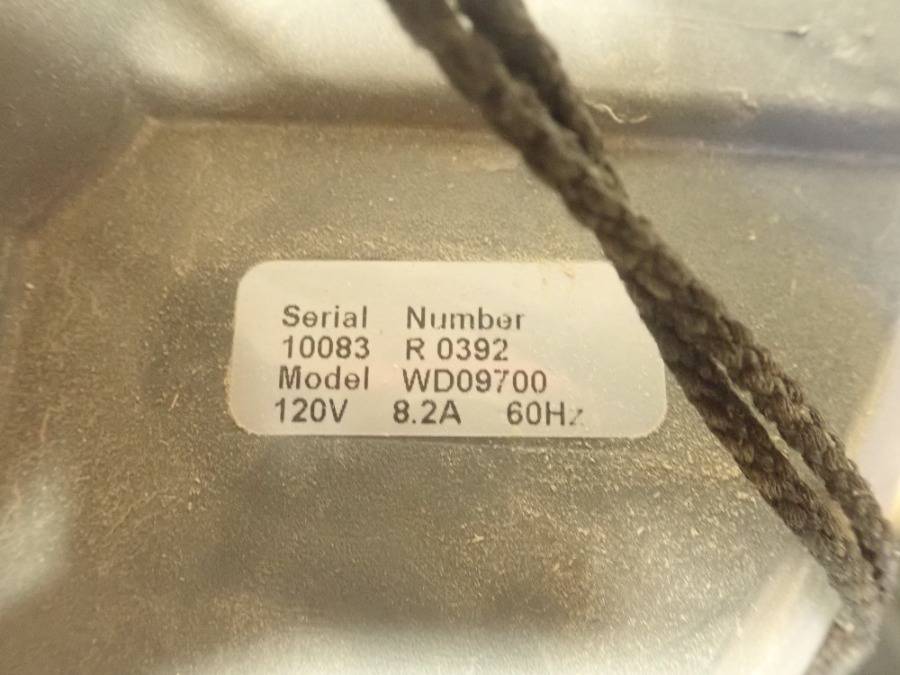 Serial Number
10083 R 0392
Model WD09700
120V 8.2A 60Hz